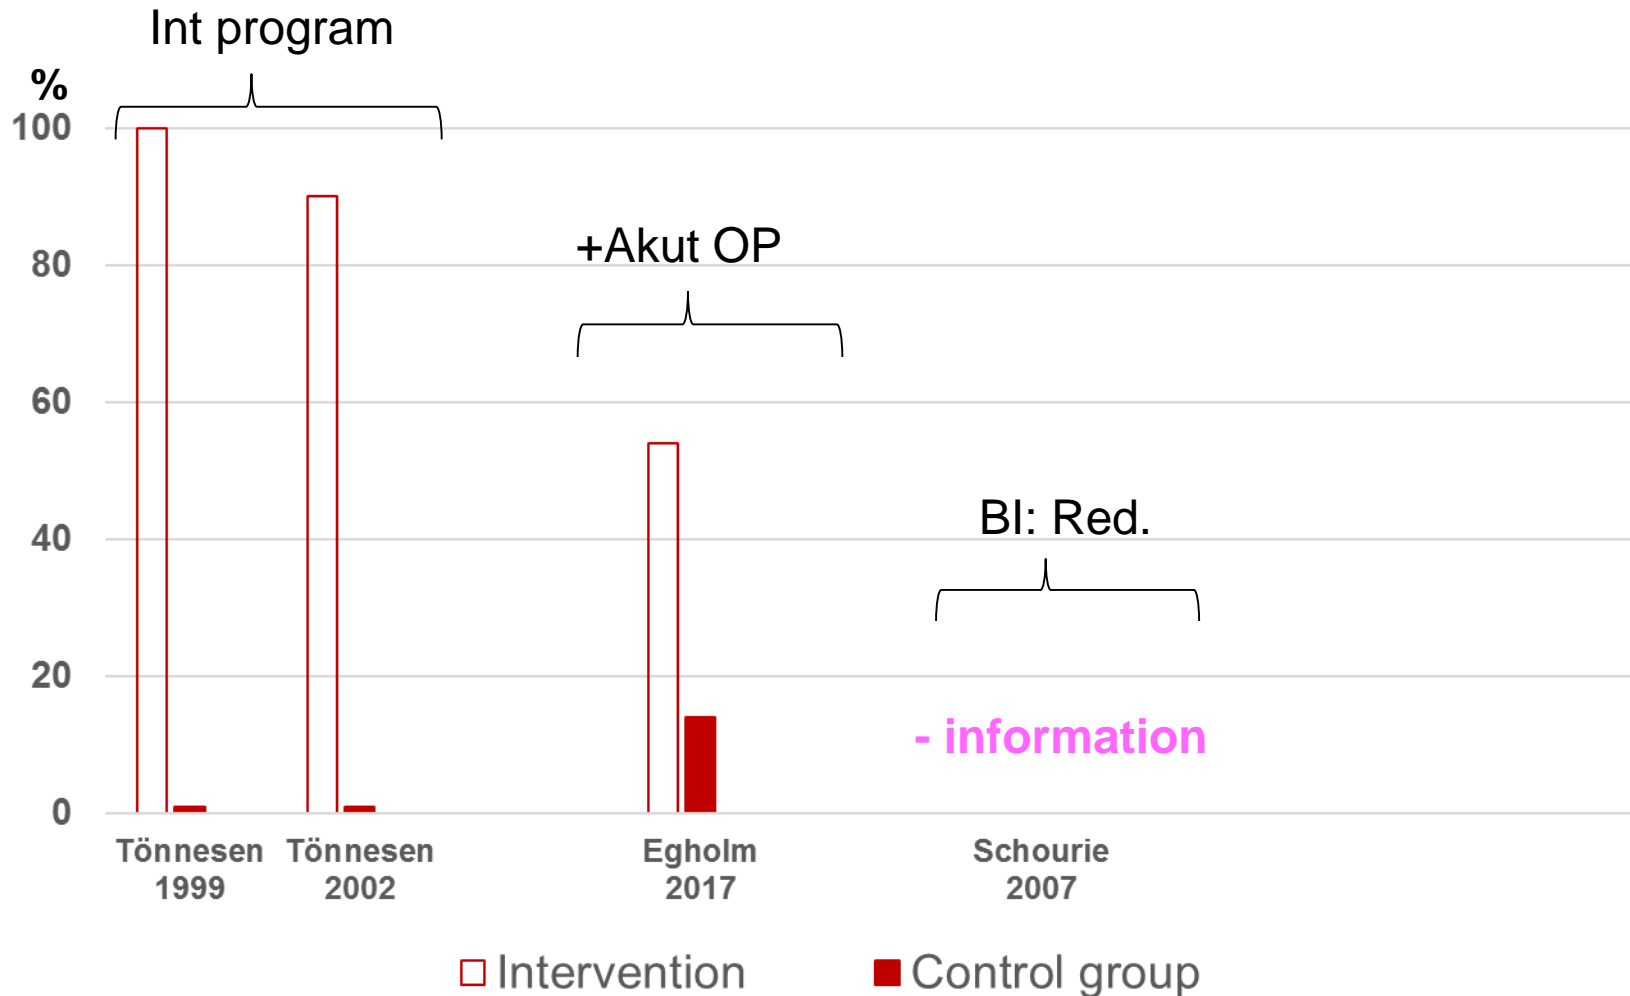 Int program
%
100
80
60
40
20
0
+Akut OP
BI: Red.
- information
Tönnesen Tönnesen Egholm Schourie
1999 2002 2017 2007
Intervention Control group